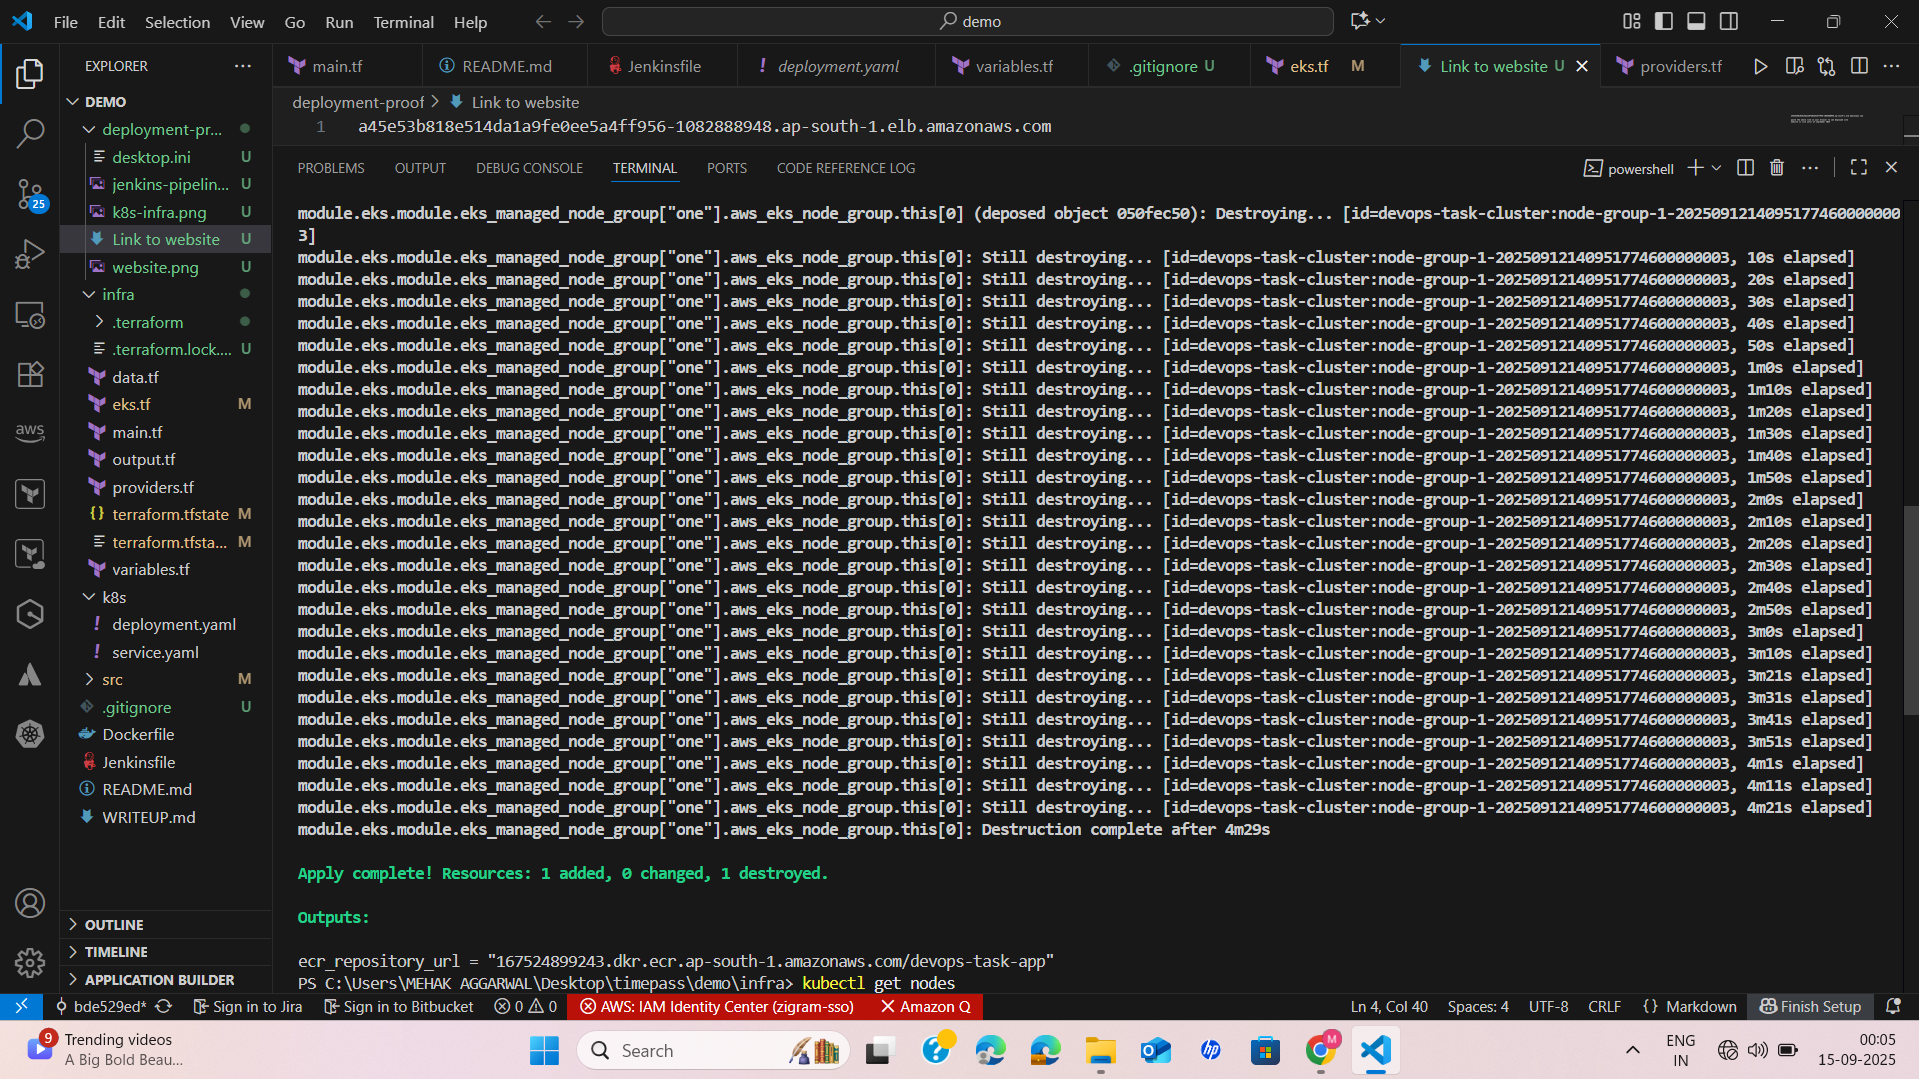 File Edit Selection View Go Run Terminal Help
demo
EXPLORER
DEMO
deployment-pr...
desktop.ini U
jenkins-pipelin... U
k8s-infra.png U
Link to website U
website.png U
infra
.terraform
.terraform.lock.... U
data.tf
eks.tf M
main.tf
output.tf
providers.tf
{} terraform.tfstate M
terraform.tfsta... M
variables.tf
k8s
! deployment.yaml
! service.yaml
src M
.gitignore U
Dockerfile
Jenkinsfile
README.md
WRITEUP.md
OUTLINE
TIMELINE
APPLICATION BUILDER
25
aws
main.tf README.md Jenkinsfile ! deployment.yaml variables.tf .gitignore U eks.tf M Link to website U providers.tf
deployment-proof > Link to website
1 a45e53b818e514da1a9fe0ee5a4ff956-1082888948.ap-south-1.elb.amazonaws.com
PROBLEMS OUTPUT DEBUG CONSOLE TERMINAL PORTS CODE REFERENCE LOG
powershell
module.eks.module.eks_managed_node_group["one"].aws_eks_node_group.this[0] (deposed object 050fec50): Destroying... [id=devops-task-cluster:node-group-1-2025091214095177460000000
3]
module.eks.module.eks_managed_node_group["one"].aws_eks_node_group.this[0]: Still destroying... [id=devops-task-cluster:node-group-1-20250912140951774600000003, 10s elapsed]
module.eks.module.eks_managed_node_group["one"].aws_eks_node_group.this[0]: Still destroying... [id=devops-task-cluster:node-group-1-20250912140951774600000003, 20s elapsed]
module.eks.module.eks_managed_node_group["one"].aws_eks_node_group.this[0]: Still destroying... [id=devops-task-cluster:node-group-1-20250912140951774600000003, 30s elapsed]
module.eks.module.eks_managed_node_group["one"].aws_eks_node_group.this[0]: Still destroying... [id=devops-task-cluster:node-group-1-20250912140951774600000003, 40s elapsed]
module.eks.module.eks_managed_node_group["one"].aws_eks_node_group.this[0]: Still destroying... [id=devops-task-cluster:node-group-1-20250912140951774600000003, 50s elapsed]
module.eks.module.eks_managed_node_group["one"].aws_eks_node_group.this[0]: Still destroying... [id=devops-task-cluster:node-group-1-20250912140951774600000003, 1m0s elapsed]
module.eks.module.eks_managed_node_group["one"].aws_eks_node_group.this[0]: Still destroying... [id=devops-task-cluster:node-group-1-20250912140951774600000003, 1m10s elapsed]
module.eks.module.eks_managed_node_group["one"].aws_eks_node_group.this[0]: Still destroying... [id=devops-task-cluster:node-group-1-20250912140951774600000003, 1m20s elapsed]
module.eks.module.eks_managed_node_group["one"].aws_eks_node_group.this[0]: Still destroying... [id=devops-task-cluster:node-group-1-20250912140951774600000003, 1m30s elapsed]
module.eks.module.eks_managed_node_group["one"].aws_eks_node_group.this[0]: Still destroying... [id=devops-task-cluster:node-group-1-20250912140951774600000003, 1m40s elapsed]
module.eks.module.eks_managed_node_group["one"].aws_eks_node_group.this[0]: Still destroying... [id=devops-task-cluster:node-group-1-20250912140951774600000003, 1m50s elapsed]
module.eks.module.eks_managed_node_group["one"].aws_eks_node_group.this[0]: Still destroying... [id=devops-task-cluster:node-group-1-20250912140951774600000003, 2m0s elapsed]
module.eks.module.eks_managed_node_group["one"].aws_eks_node_group.this[0]: Still destroying... [id=devops-task-cluster:node-group-1-20250912140951774600000003, 2m10s elapsed]
module.eks.module.eks_managed_node_group["one"].aws_eks_node_group.this[0]: Still destroying... [id=devops-task-cluster:node-group-1-20250912140951774600000003, 2m20s elapsed]
module.eks.module.eks_managed_node_group["one"].aws_eks_node_group.this[0]: Still destroying... [id=devops-task-cluster:node-group-1-20250912140951774600000003, 2m30s elapsed]
module.eks.module.eks_managed_node_group["one"].aws_eks_node_group.this[0]: Still destroying... [id=devops-task-cluster:node-group-1-20250912140951774600000003, 2m40s elapsed]
module.eks.module.eks_managed_node_group["one"].aws_eks_node_group.this[0]: Still destroying... [id=devops-task-cluster:node-group-1-20250912140951774600000003, 2m50s elapsed]
module.eks.module.eks_managed_node_group["one"].aws_eks_node_group.this[0]: Still destroying... [id=devops-task-cluster:node-group-1-20250912140951774600000003, 3m0s elapsed]
module.eks.module.eks_managed_node_group["one"].aws_eks_node_group.this[0]: Still destroying... [id=devops-task-cluster:node-group-1-20250912140951774600000003, 3m10s elapsed]
module.eks.module.eks_managed_node_group["one"].aws_eks_node_group.this[0]: Still destroying... [id=devops-task-cluster:node-group-1-20250912140951774600000003, 3m21s elapsed]
module.eks.module.eks_managed_node_group["one"].aws_eks_node_group.this[0]: Still destroying... [id=devops-task-cluster:node-group-1-20250912140951774600000003, 3m31s elapsed]
module.eks.module.eks_managed_node_group["one"].aws_eks_node_group.this[0]: Still destroying... [id=devops-task-cluster:node-group-1-20250912140951774600000003, 3m41s elapsed]
module.eks.module.eks_managed_node_group["one"].aws_eks_node_group.this[0]: Still destroying... [id=devops-task-cluster:node-group-1-20250912140951774600000003, 3m51s elapsed]
module.eks.module.eks_managed_node_group["one"].aws_eks_node_group.this[0]: Still destroying... [id=devops-task-cluster:node-group-1-20250912140951774600000003, 4m1s elapsed]
module.eks.module.eks_managed_node_group["one"].aws_eks_node_group.this[0]: Still destroying... [id=devops-task-cluster:node-group-1-20250912140951774600000003, 4m11s elapsed]
module.eks.module.eks_managed_node_group["one"].aws_eks_node_group.this[0]: Still destroying... [id=devops-task-cluster:node-group-1-20250912140951774600000003, 4m21s elapsed]
module.eks.module.eks_managed_node_group["one"].aws_eks_node_group.this[0]: Destruction complete after 4m29s
Apply complete! Resources: 1 added, 0 changed, 1 destroyed.
Outputs:
ecr_repository_url = "167524899243.dkr.ecr.ap-south-1.amazonaws.com/devops-task-app"
PS C:\Users\MEHAK AGGARWAL\Desktop\timepass\demo\infra> kubectl get nodes
bde529ed* Sign in to Jira Sign in to Bitbucket 0 0 AWS: IAM Identity Center (zigram-sso) Amazon Q Ln 4, Col 40 Spaces: 4 UTF-8 CRLF {} Markdown Finish Setup
9 Trending videos
A Big Bold Beau...
Search
M
ENG
IN
00:05
15-09-2025